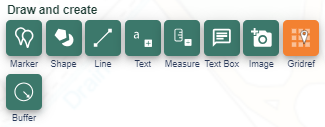 Draw and create
a
Marker Shape Line Text Measure Text Box Image Gridref
Buffer